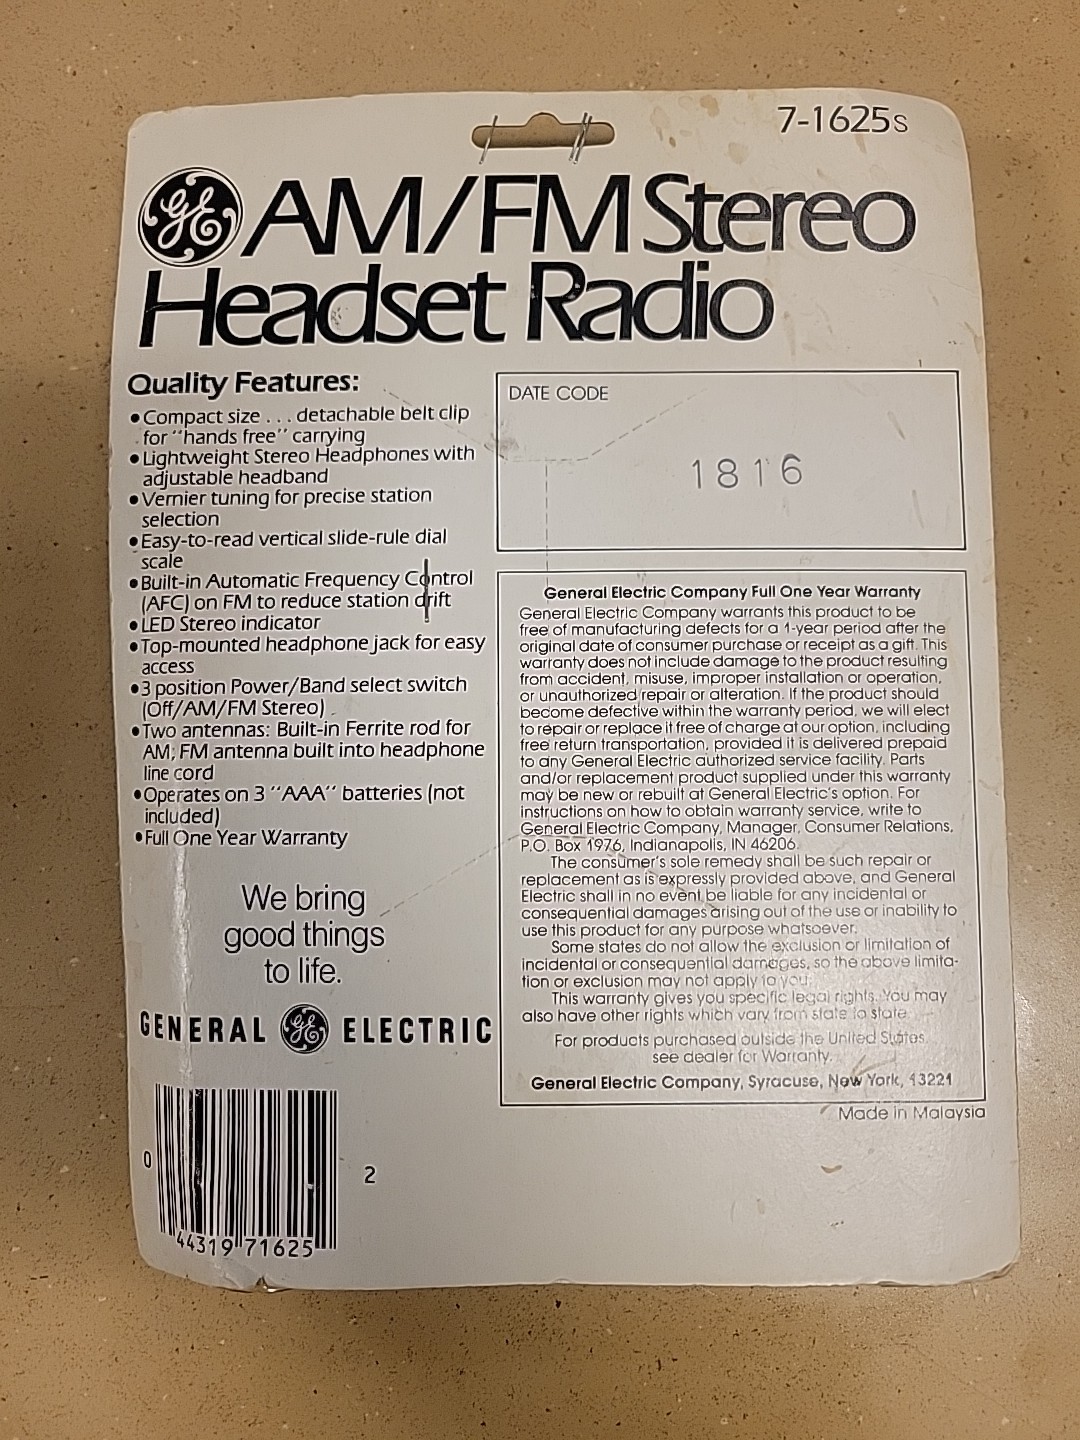 7-1625s
GE AM/FM Stereo
Headset Radio
Quality Features:
• Compact size . . . detachable belt clip
for "hands free" carrying
• Lightweight Stereo Headphones with
adjustable headband
• Vernier tuning for precise station
selection
• Easy-to-read vertical slide-rule dial
scale
• Built-in Automatic Frequency Control
(AFC) on FM to reduce station drift
• LED Stereo indicator
• Top-mounted headphone jack for easy
access
• 3 position Power/Band select switch
(Off/AM/FM Stereo)
• Two antennas: Built-in Ferrite rod for
AM; FM antenna built into headphone
line cord
• Operates on 3 "AAA" batteries (not
included)
• Full One Year Warranty
We bring
good things
to life.
GENERAL GE ELECTRIC
0 44319 71625 2
DATE CODE
1816
General Electric Company Full One Year Warranty
General Electric Company warrants this product to be
free of manufacturing defects for a 1-year period after the
original date of consumer purchase or receipt as a gift. This
warranty does not include damage to the product resulting
from accident, misuse, improper installation or operation,
or unauthorized repair or alteration. If the product should
become defective within the warranty period, we will elect
to repair or replace it free of charge at our option, including
free return transportation, provided it is delivered prepaid
to any General Electric authorized service facility. Parts
and/or replacement product supplied under this warranty
may be new or rebuilt at General Electric's option. For
instructions on how to obtain warranty service, write to
General Electric Company, Manager, Consumer Relations,
P.O. Box 1976, Indianapolis, IN 46206.
The consumer's sole remedy shall be such repair or
replacement as is expressly provided above, and General
Electric shall in no event be liable for any incidental or
consequential damages arising out of the use or inability to
use this product for any purpose whatsoever.
Some states do not allow the exclusion or limitation of
incidental or consequential damages, so the above limita-
tion or exclusion may not apply to you.
This warranty gives you specific legal rights. You may
also have other rights which vary from state to state.
For products purchased outside the United States,
see dealer for Warranty.
General Electric Company, Syracuse, New York, 13221
Made in Malaysia